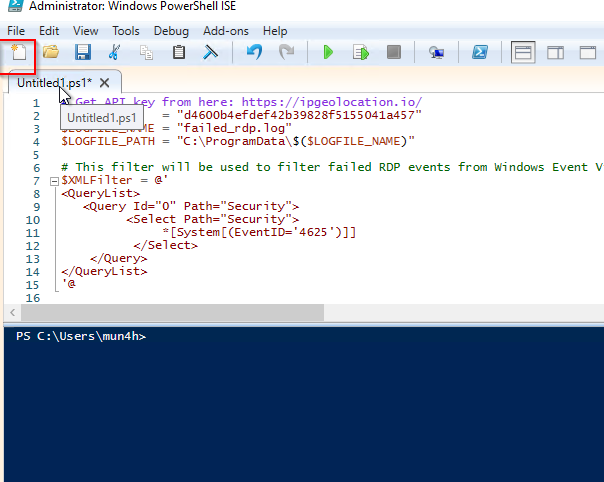 Administrator: Windows PowerShell ISE
File Edit View Tools Debug Add-ons Help
Untitled1.ps1*
1 Get API key from here: https://ipgeolocation.io/
2 = "d4600b4efdef42b39828f5155041a457"
Untitled1.ps1
3 $LOGFILE_NAME = "failed_rdp.log"
4 $LOGFILE_PATH = "C:\ProgramData\$($LOGFILE_NAME)"
5
6 # This filter will be used to filter failed RDP events from Windows Event V
7 $XMLFilter = @'
8 <QueryList>
9 <Query Id="0" Path="Security">
10 <Select Path="Security">
11 *[System[(EventID='4625')]]
12 </Select>
13 </Query>
14 </QueryList>
15 '@
16
PS C:\Users\mun4h>